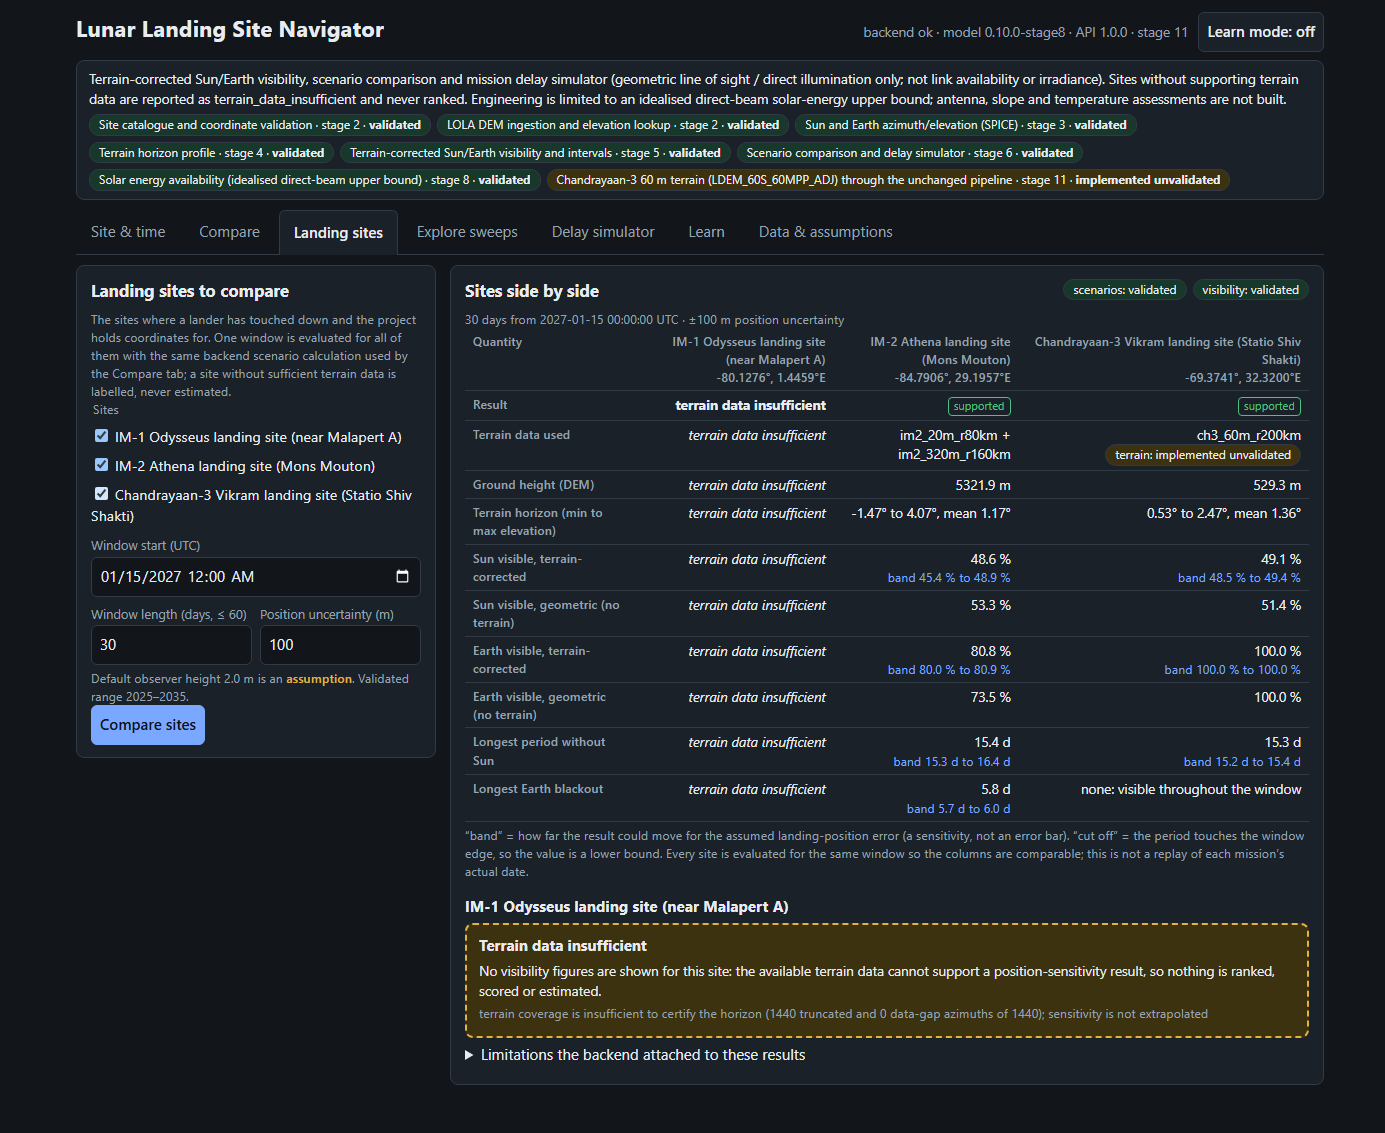 Lunar Landing Site Navigator
backend ok · model 0.10.0-stage8 · API 1.0.0 · stage 11
Learn mode: off
Terrain-corrected Sun/Earth visibility, scenario comparison and mission delay simulator (geometric line of sight / direct illumination only; not link availability or irradiance). Sites without supporting terrain
data are reported as terrain_data_insufficient and never ranked. Engineering is limited to an idealised direct-beam solar-energy upper bound; antenna, slope and temperature assessments are not built.
Site catalogue and coordinate validation · stage 2 · validated
LOLA DEM ingestion and elevation lookup · stage 2 · validated
Sun and Earth azimuth/elevation (SPICE) · stage 3 · validated
Terrain horizon profile · stage 4 · validated
Terrain-corrected Sun/Earth visibility and intervals · stage 5 · validated
Scenario comparison and delay simulator · stage 6 · validated
Solar energy availability (idealised direct-beam upper bound) · stage 8 · validated
Chandrayaan-3 60 m terrain (LDEM_60S_60MPP_ADJ) through the unchanged pipeline · stage 11 · implemented unvalidated
Site & time
Compare
Landing sites
Explore sweeps
Delay simulator
Learn
Data & assumptions
Landing sites to compare
The sites where a lander has touched down and the project
holds coordinates for. One window is evaluated for all of
them with the same backend scenario calculation used by
the Compare tab; a site without sufficient terrain data is
labelled, never estimated.
Sites
IM-1 Odysseus landing site (near Malapert A)
IM-2 Athena landing site (Mons Mouton)
Chandrayaan-3 Vikram landing site (Statio Shiv
Shakti)
Window start (UTC)
01/15/2027 12:00 AM
Window length (days, ≤ 60)
Position uncertainty (m)
30
100
Default observer height 2.0 m is an assumption. Validated
range 2025–2035.
Compare sites
Sites side by side
scenarios: validated
visibility: validated
30 days from 2027-01-15 00:00:00 UTC · ±100 m position uncertainty
Quantity
IM-1 Odysseus landing site
(near Malapert A)
-80.1276°, 1.4459°E
IM-2 Athena landing site
(Mons Mouton)
-84.7906°, 29.1957°E
Chandrayaan-3 Vikram landing site (Statio Shiv
Shakti)
-69.3741°, 32.3200°E
Result
terrain data insufficient
supported
supported
Terrain data used
terrain data insufficient
im2_20m_r80km +
im2_320m_r160km
ch3_60m_r200km
terrain: implemented unvalidated
Ground height (DEM)
terrain data insufficient
5321.9 m
529.3 m
Terrain horizon (min to
max elevation)
terrain data insufficient
-1.47° to 4.07°, mean 1.17°
0.53° to 2.47°, mean 1.36°
Sun visible, terrain-
corrected
terrain data insufficient
48.6 %
band 45.4 % to 48.9 %
49.1 %
band 48.5 % to 49.4 %
Sun visible, geometric (no
terrain)
terrain data insufficient
53.3 %
51.4 %
Earth visible, terrain-
corrected
terrain data insufficient
80.8 %
band 80.0 % to 80.9 %
100.0 %
band 100.0 % to 100.0 %
Earth visible, geometric
(no terrain)
terrain data insufficient
73.5 %
100.0 %
Longest period without
Sun
terrain data insufficient
15.4 d
band 15.3 d to 16.4 d
15.3 d
band 15.2 d to 15.4 d
Longest Earth blackout
terrain data insufficient
5.8 d
band 5.7 d to 6.0 d
none: visible throughout the window
"band" = how far the result could move for the assumed landing-position error (a sensitivity, not an error bar). "cut off" = the period touches the window
edge, so the value is a lower bound. Every site is evaluated for the same window so the columns are comparable; this is not a replay of each mission's
actual date.
IM-1 Odysseus landing site (near Malapert A)
Terrain data insufficient
No visibility figures are shown for this site: the available terrain data cannot support a position-sensitivity result, so nothing is ranked,
scored or estimated.
terrain coverage is insufficient to certify the horizon (1440 truncated and 0 data-gap azimuths of 1440); sensitivity is not extrapolated
Limitations the backend attached to these results